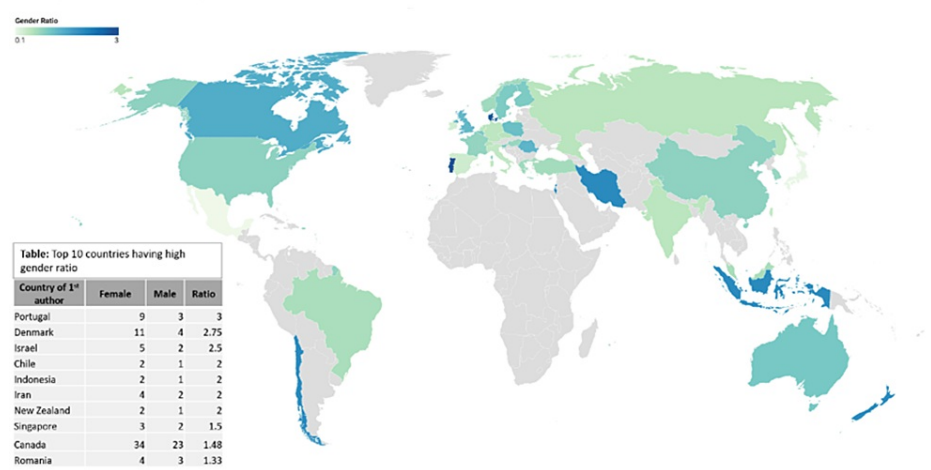 Gender Ratio
0.1 3
Table: Top 10 countries having high
gender ratio
Country of 1st author Female Male Ratio
Portugal 9 3 3
Denmark 11 4 2.75
Israel 5 2 2.5
Chile 2 1 2
Indonesia 2 1 2
Iran 4 2 2
New Zealand 2 1 2
Singapore 3 2 1.5
Canada 34 23 1.48
Romania 4 3 1.33